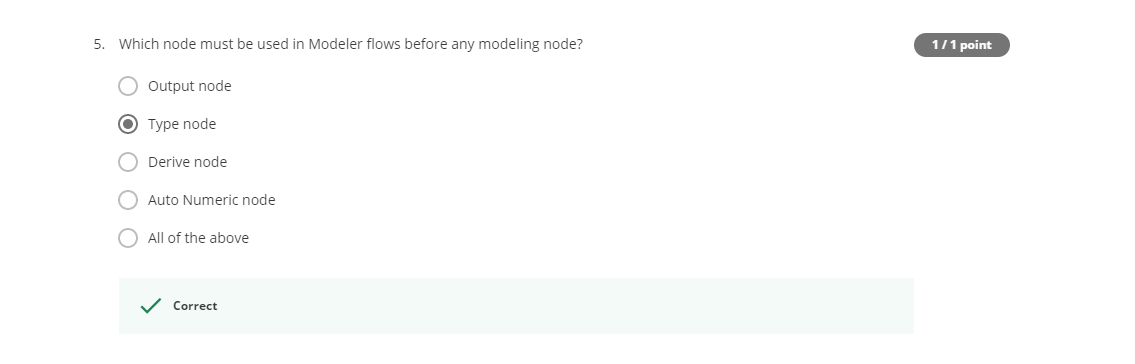 5. Which node must be used in Modeler flows before any modeling node?
1 / 1 point
Output node
Type node
Derive node
Auto Numeric node
All of the above
Correct